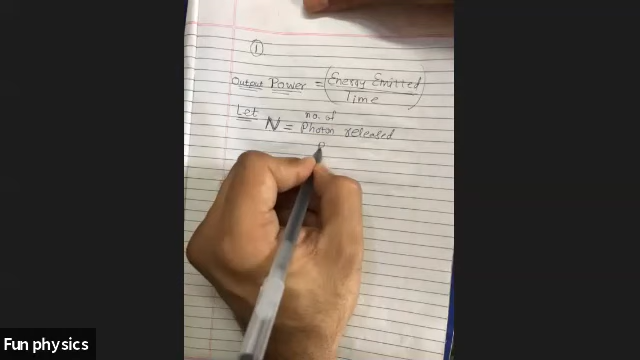 ①
Output Power = (Energy Emitted
Time)
Let N = no. of
Photon released
Fun physics